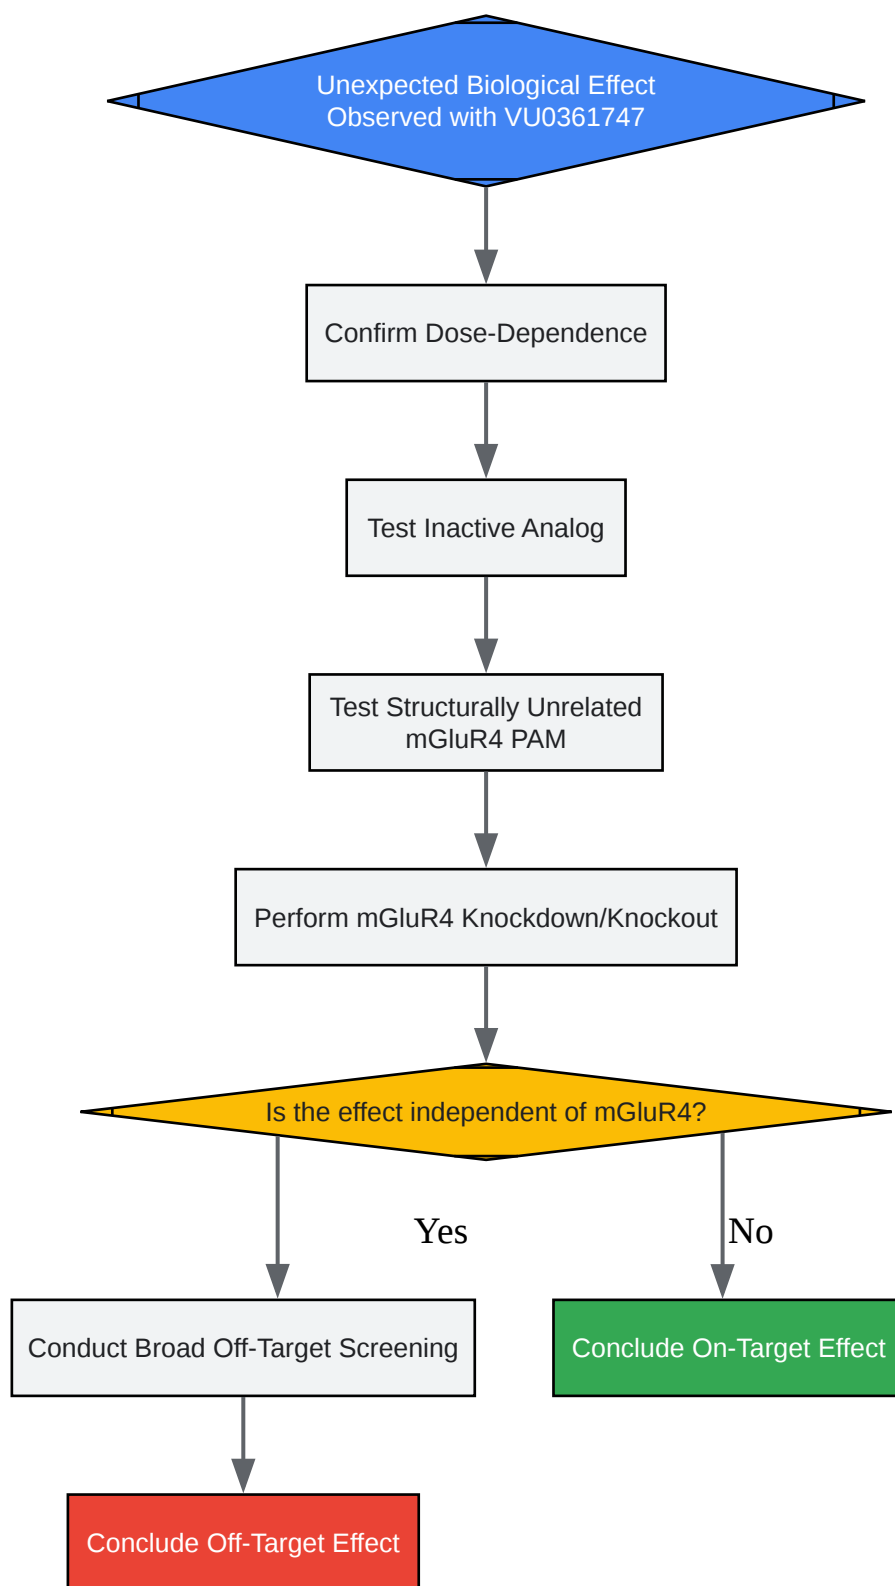 Unexpected Biological Effect
Observed with VU0361747
Confirm Dose-Dependence
Test Inactive Analog
Test Structurally Unrelated
mGluR4 PAM
Perform mGluR4 Knockdown/Knockout
Is the effect independent of mGluR4?
Yes
No
Conduct Broad Off-Target Screening
Conclude On-Target Effect
Conclude Off-Target Effect